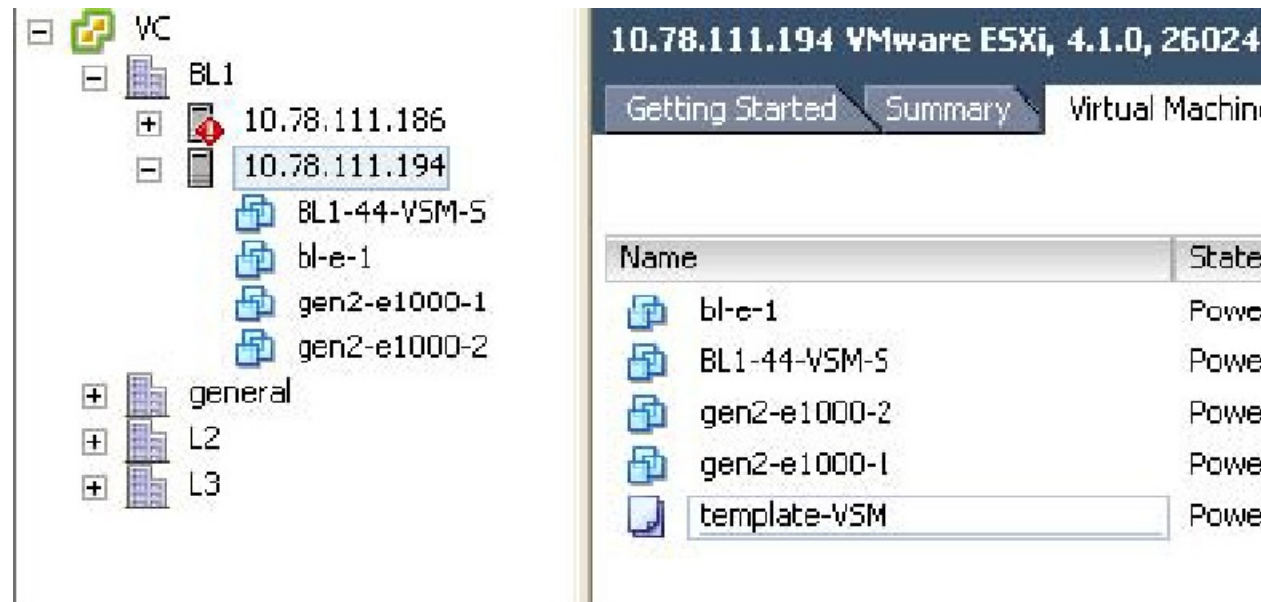 VC
BL1
10.78.111.186
10.78.111.194
BL1-44-VSM-S
bl-e-1
gen2-e1000-1
gen2-e1000-2
general
L2
L3
10.78.111.194 VMware ESXi, 4.1.0, 26024
Getting Started Summary Virtual Machine
Name State
bl-e-1 Powe
BL1-44-VSM-S Powe
gen2-e1000-2 Powe
gen2-e1000-1 Powe
template-VSM Powe